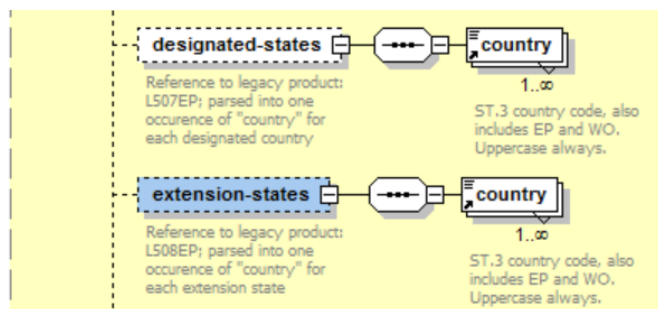 designated-states
country
Reference to legacy product:
L507EP; parsed into one
occurence of "country" for
each designated country
1..∞
ST.3 country code, also
includes EP and WO.
Uppercase always.
extension-states
country
Reference to legacy product:
L508EP; parsed into one
occurence of "country" for
each extension state
1..∞
ST.3 country code, also
includes EP and WO.
Uppercase always.